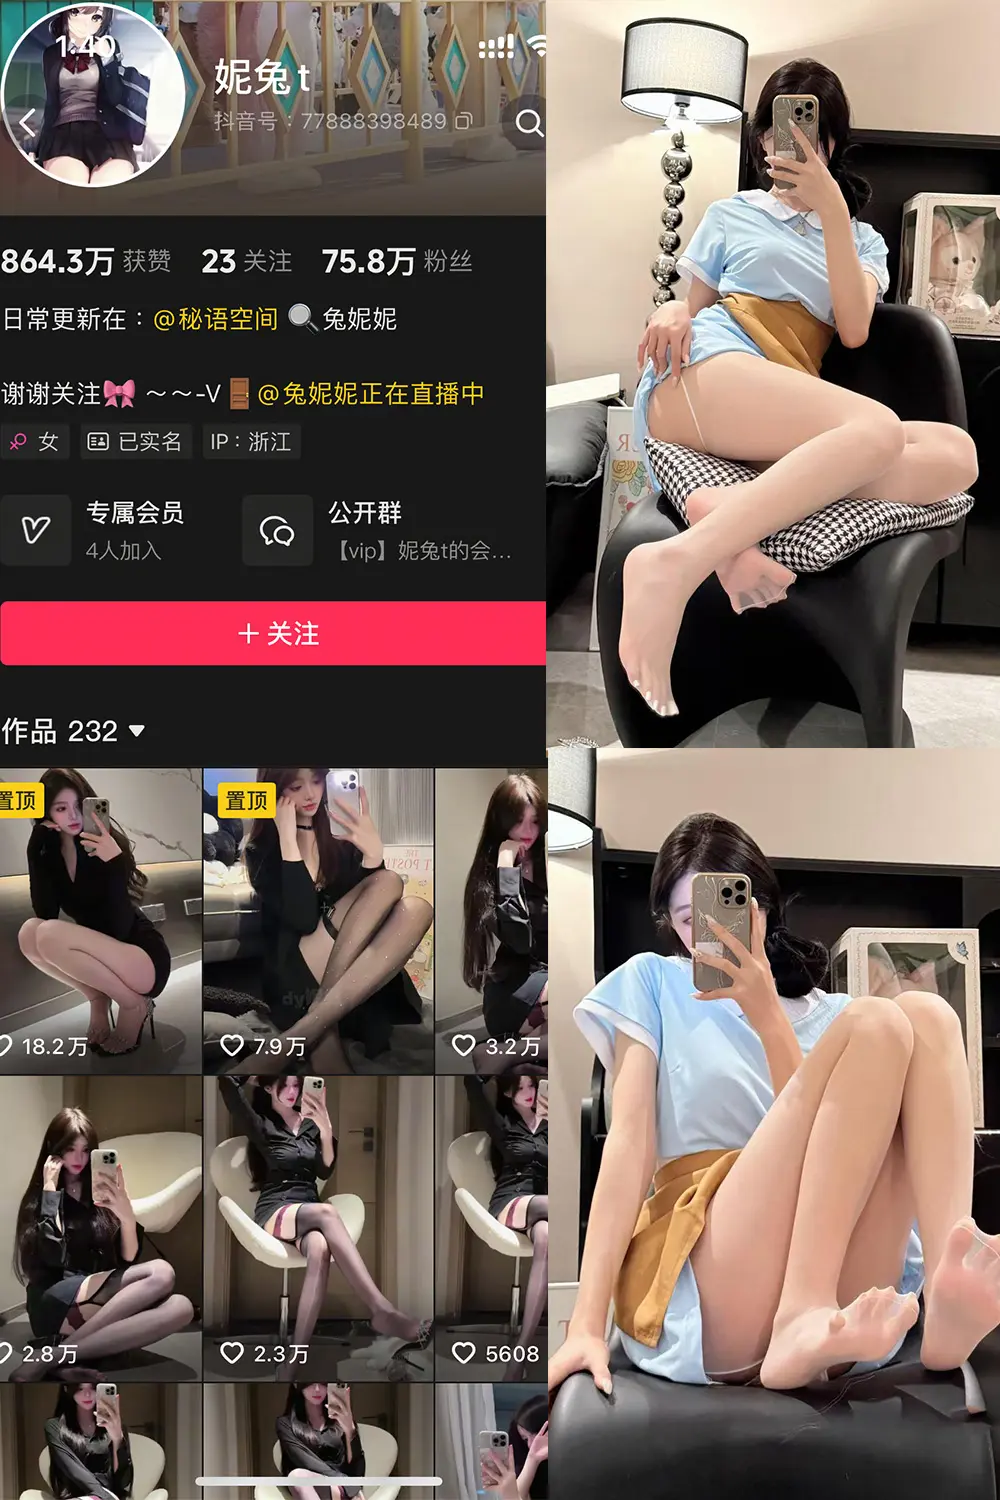 1:40
妮兔t
抖音号：77888398489
864.3万 获赞 23 关注 75.8万 粉丝
日常更新在：@秘语空间 兔妮妮
谢谢关注 ～～-V @兔妮妮正在直播中
女 已实名 IP：浙江
专属会员
4人加入
公开群
【vip】妮兔t的会...
+ 关注
作品 232
置顶 置顶
18.2万 7.9万 3.2万
2.8万 2.3万 5608